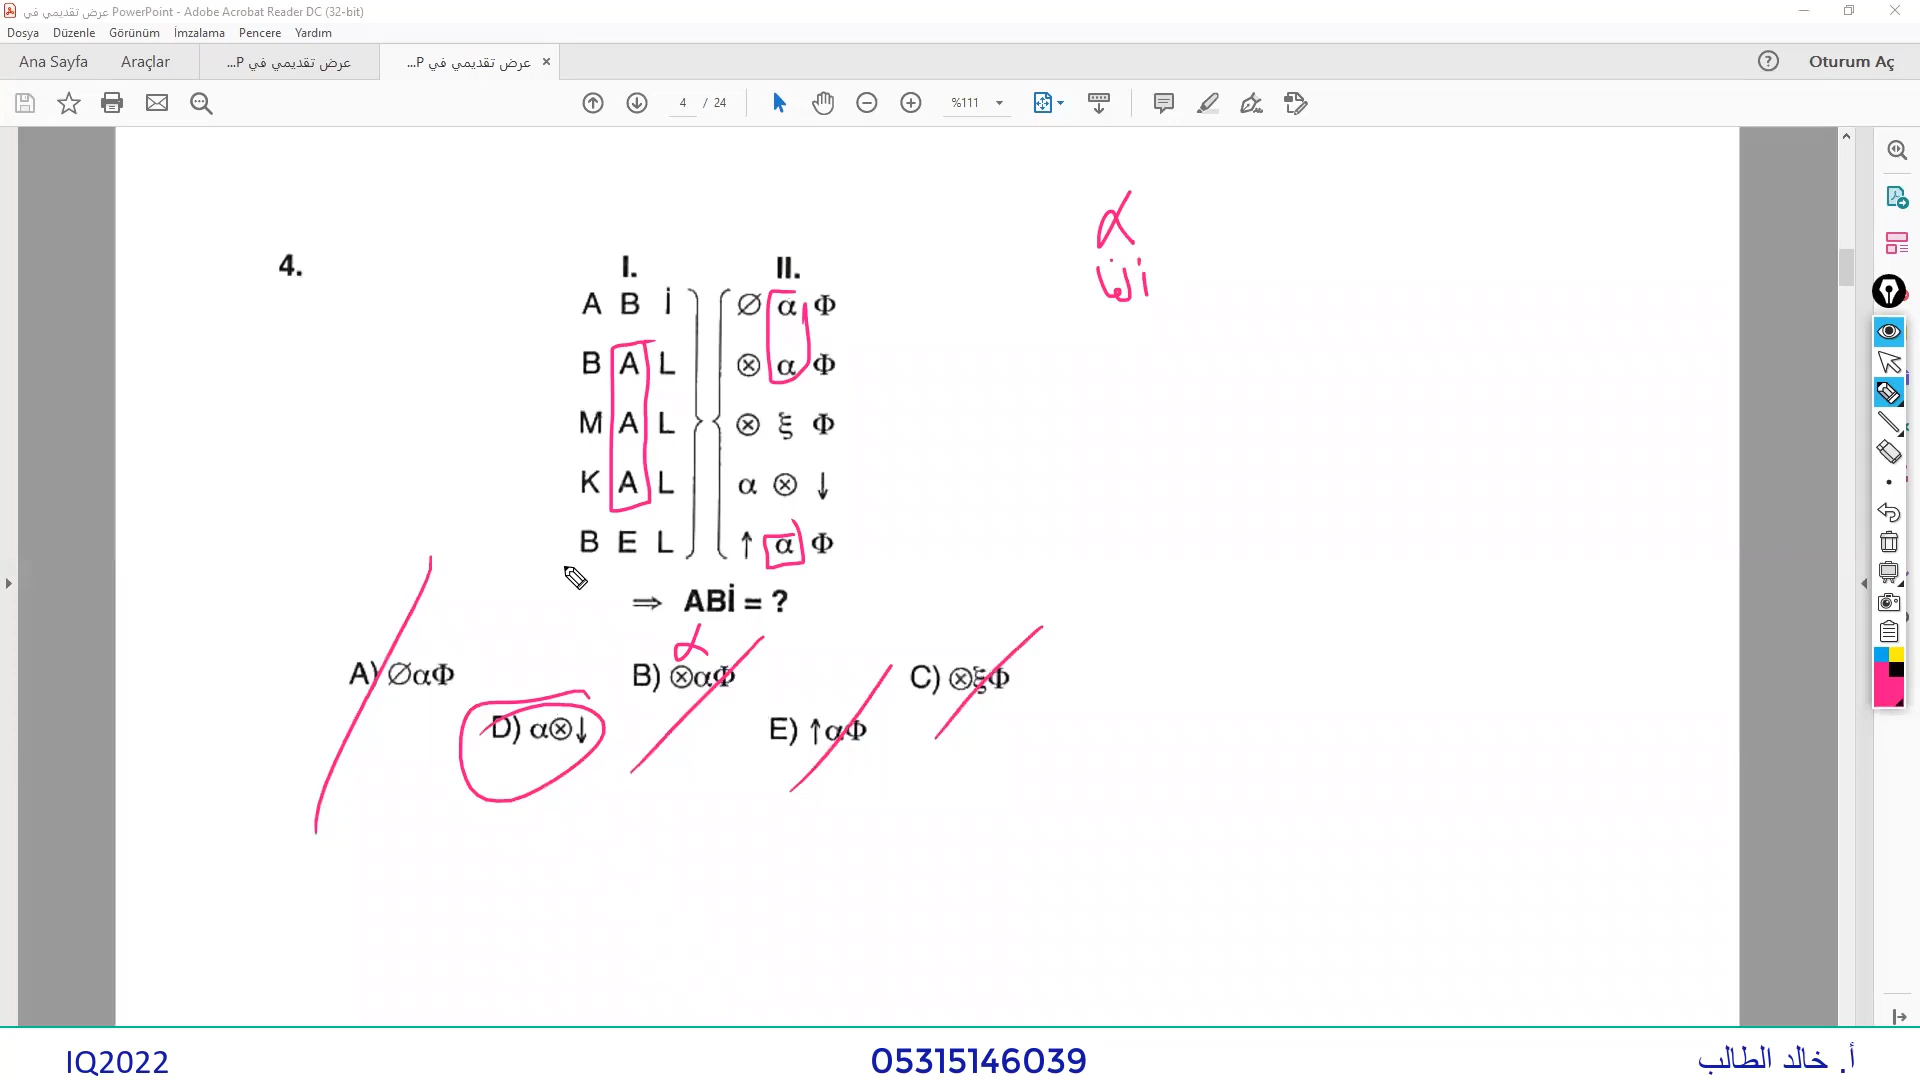 عرض تقديمي في PowerPoint - Adobe Acrobat Reader DC (32-bit)
Dosya Düzenle Görünüm İmzalama Pencere Yardım
Ana Sayfa Araçlar عرض تقديمي في P... عرض تقديمي في P... × Oturum Aç
4 / 24 %111
α
4. I. II.
A B İ ∅ α Φ
B A L ⊗ α Φ
M A L ⊗ ξ Φ
K A L α ⊗ ↓
B E L ↑ α Φ
⇒ ABİ = ?
α
A) ∅αΦ B) ⊗αΦ C) ⊗ξΦ
D) α⊗↓ E) ↑αΦ
IQ2022 05315146039 أ. خالد الطالب